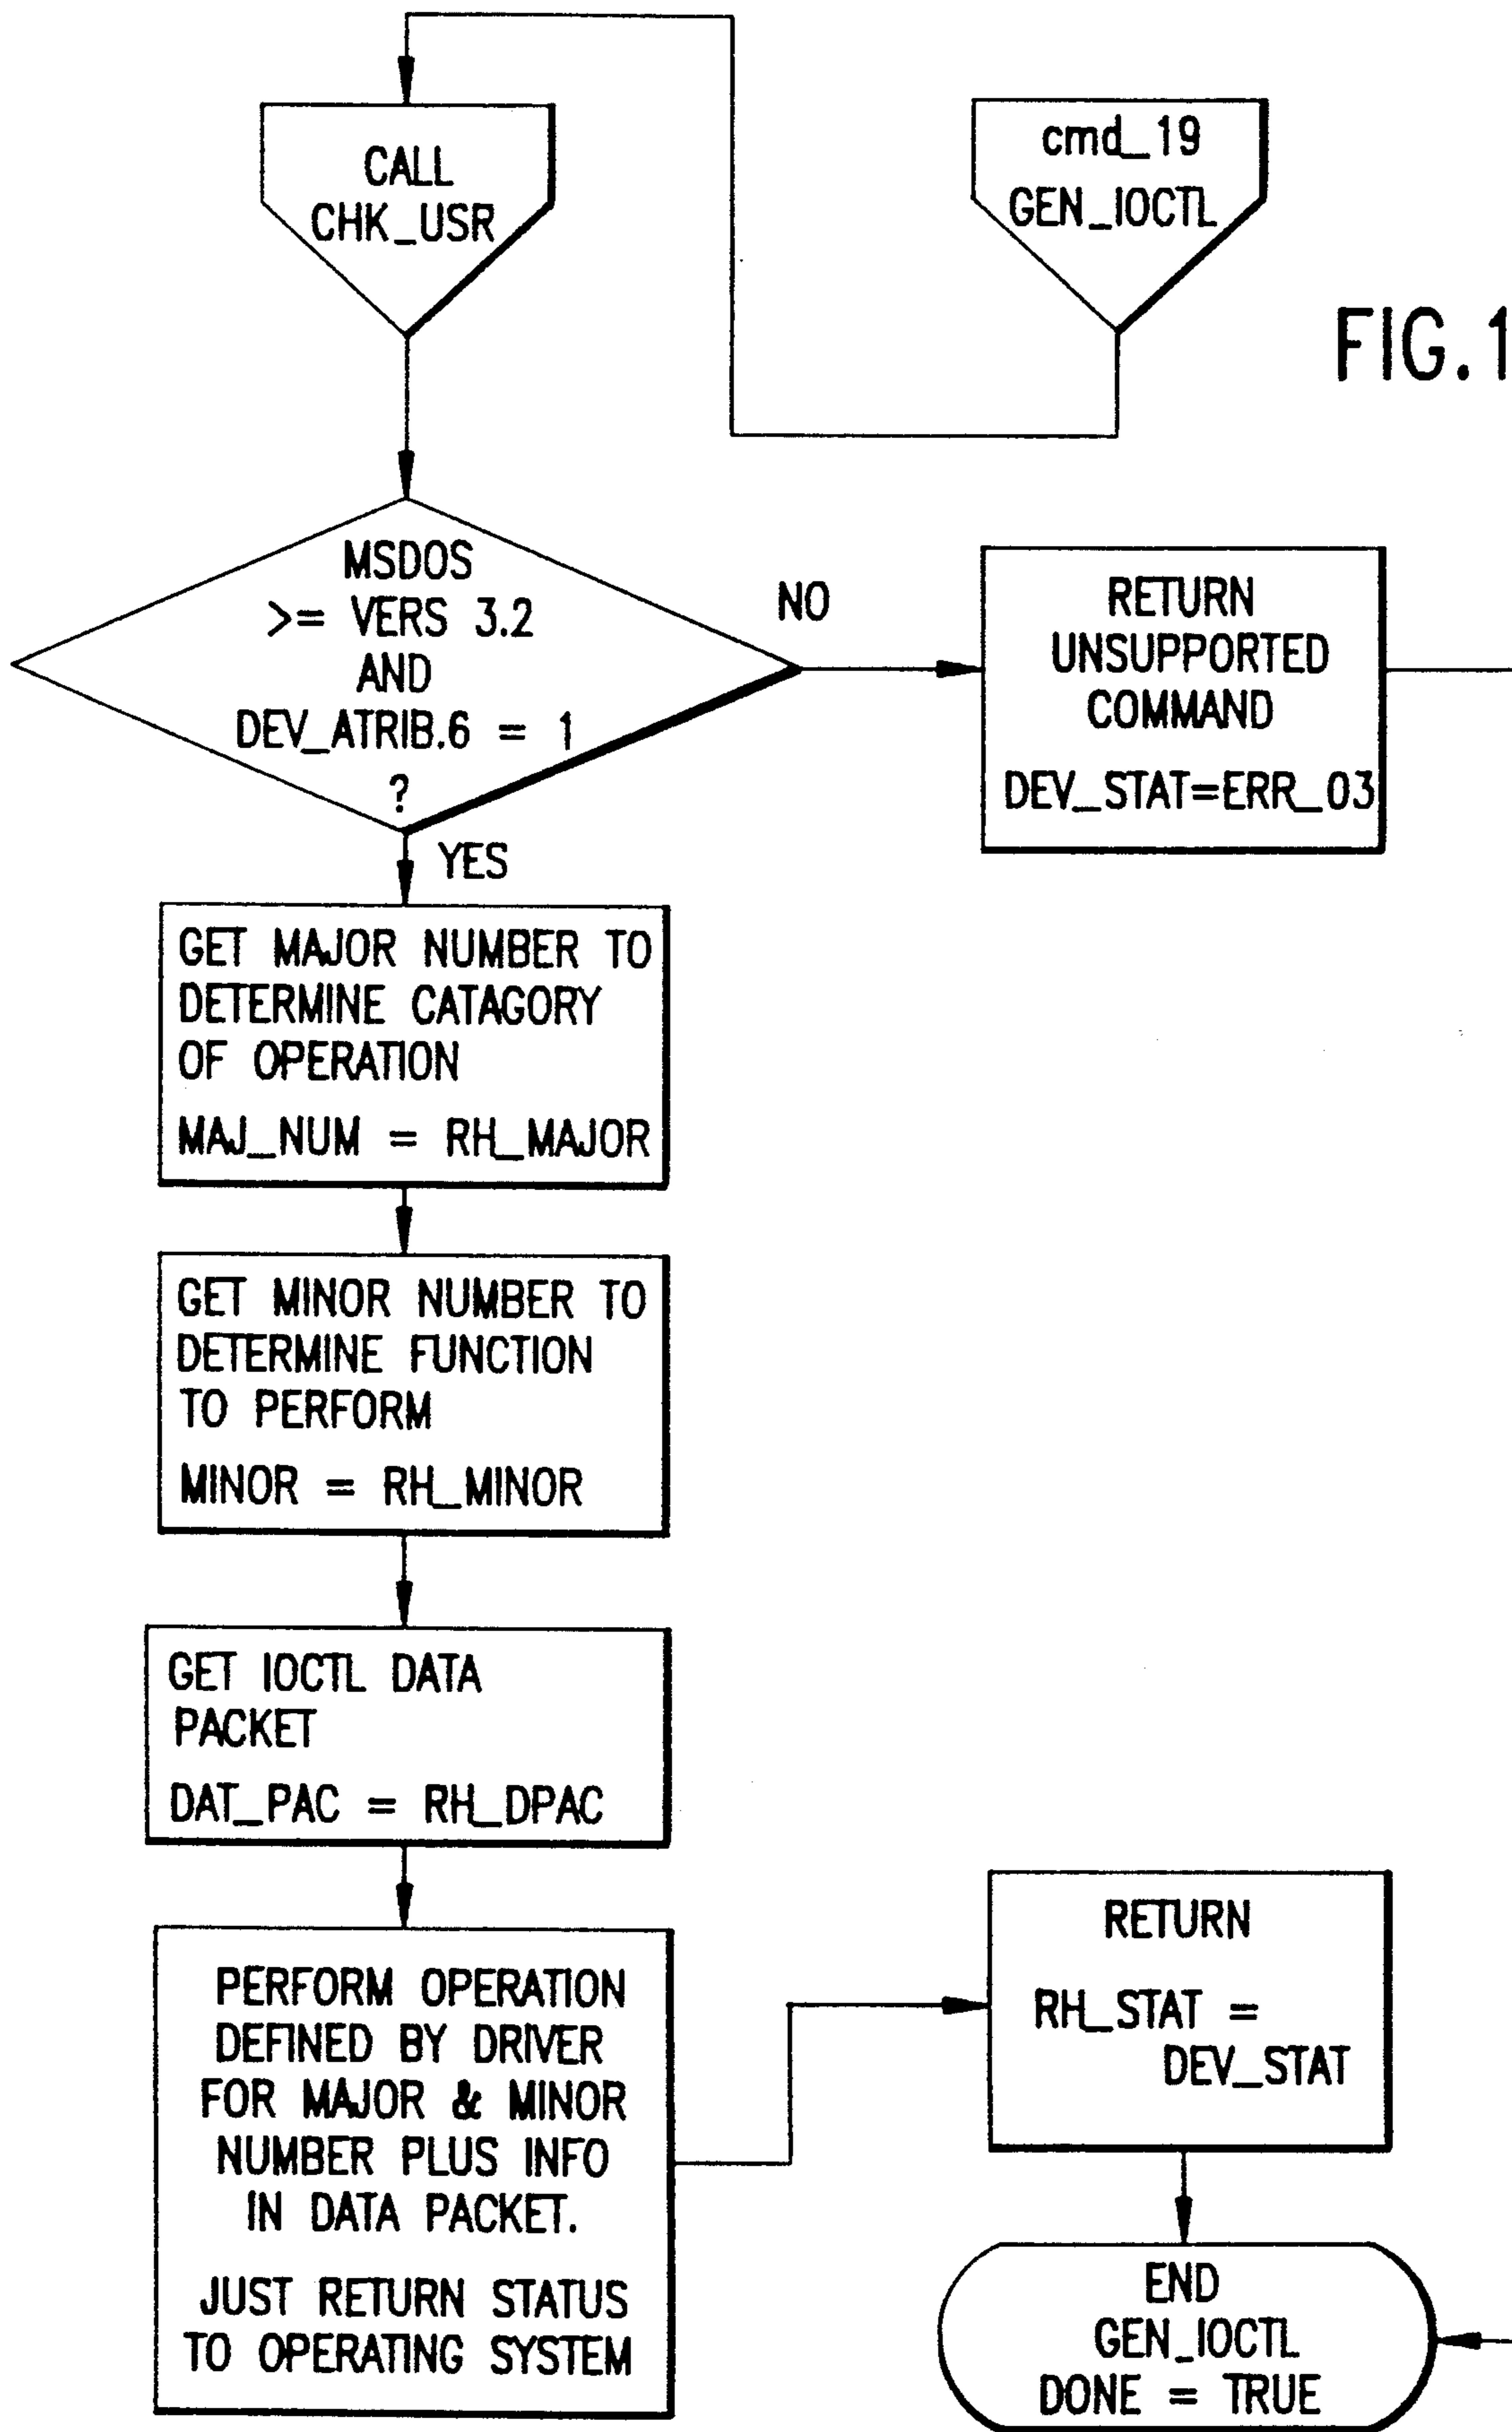 CALL
CHK_USR
cmd_19
GEN_IOCTL
FIG.1
MSDOS
>= VERS 3.2
AND
DEV_ATRIB.6 = 1
?
NO
YES
RETURN
UNSUPPORTED
COMMAND
DEV_STAT=ERR_03
GET MAJOR NUMBER TO
DETERMINE CATAGORY
OF OPERATION
MAJ_NUM = RH_MAJOR
GET MINOR NUMBER TO
DETERMINE FUNCTION
TO PERFORM
MINOR = RH_MINOR
GET IOCTL DATA
PACKET
DAT_PAC = RH_DPAC
PERFORM OPERATION
DEFINED BY DRIVER
FOR MAJOR & MINOR
NUMBER PLUS INFO
IN DATA PACKET.
JUST RETURN STATUS
TO OPERATING SYSTEM
RETURN
RH_STAT =
DEV_STAT
END
GEN_IOCTL
DONE = TRUE